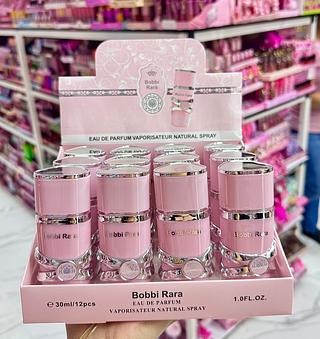 Bobbi
Rara
EAU DE PARFUM VAPORISATEUR NATURAL SPRAY
Bobbi Rara
Bobbi Rara
Bobbi Rara
Bobbi Rara
Bobbi Rara
℮ 30ml/12pcs
EAU DE PARFUM
1.0FL.OZ.
VAPORISATEUR NATURAL SPRAY